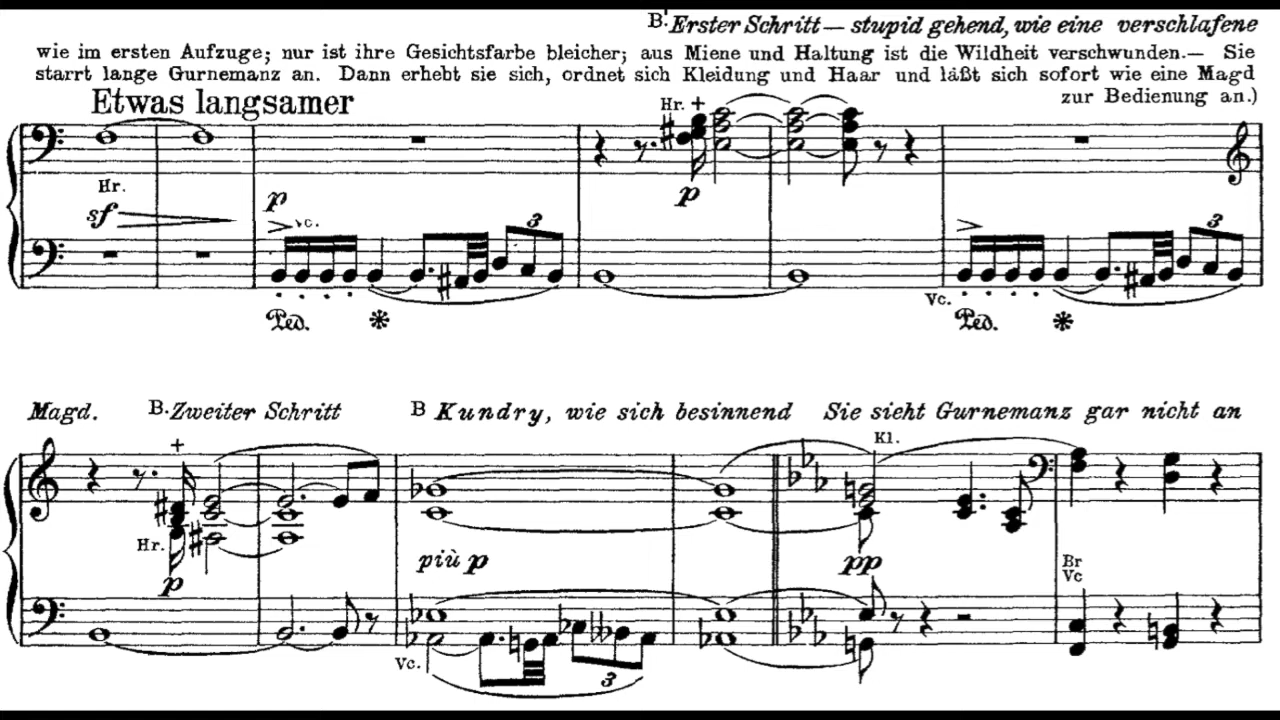 B. Erster Schritt — stupid gehend, wie eine verschlafene
wie im ersten Aufzuge; nur ist ihre Gesichtsfarbe bleicher; aus Miene und Haltung ist die Wildheit verschwunden.— Sie
starrt lange Gurnemanz an. Dann erhebt sie sich, ordnet sich Kleidung und Haar und läßt sich sofort wie eine Magd
zur Bedienung an.)
Etwas langsamer
Hr. +
Hr.
sf
p
p
Vc.
3
3
Vc.
Ped. *
Ped. *
Magd. B. Zweiter Schritt B Kundry, wie sich besinnend Sie sieht Gurnemanz gar nicht an
+
Kl.
Hr.
p
più p
pp
Br
Vc
Vc.
3